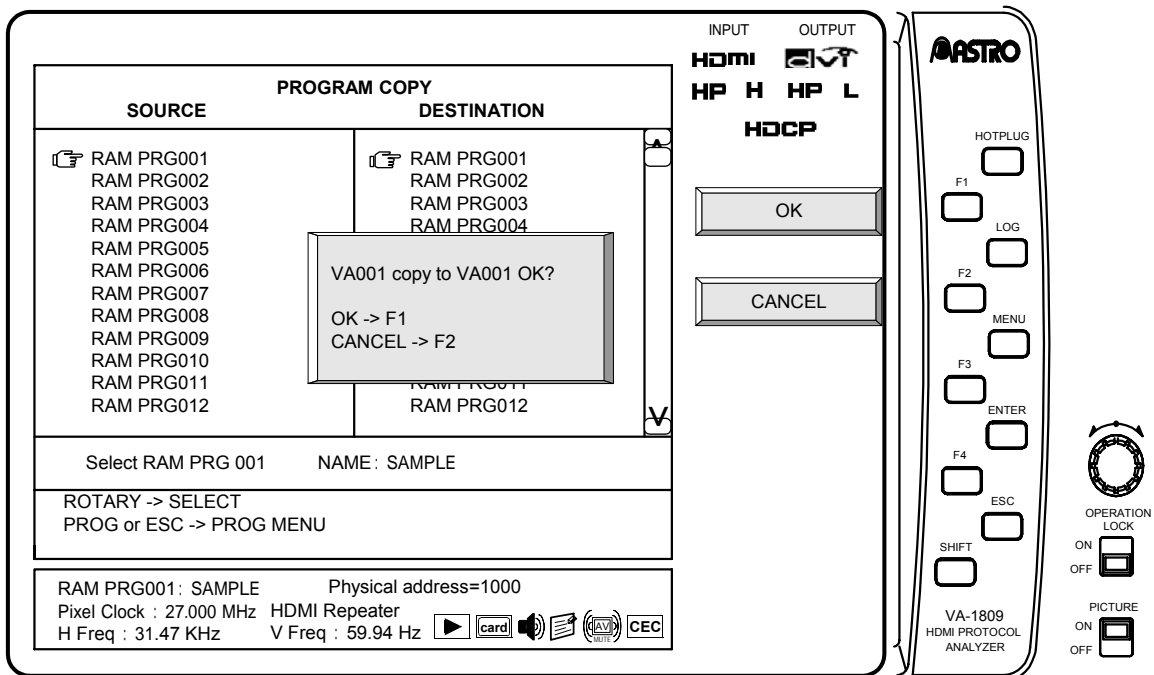 PROGRAM COPY
SOURCE DESTINATION
RAM PRG001 RAM PRG001
RAM PRG002 RAM PRG002
RAM PRG003 RAM PRG003
RAM PRG004 RAM PRG004
RAM PRG005
RAM PRG006
RAM PRG007
RAM PRG008
RAM PRG009
RAM PRG010
RAM PRG011 RAM PRG011
RAM PRG012 RAM PRG012
VA001 copy to VA001 OK?
OK -> F1
CANCEL -> F2
Select RAM PRG 001 NAME: SAMPLE
ROTARY -> SELECT
PROG or ESC -> PROG MENU
RAM PRG001: SAMPLE Physical address=1000
Pixel Clock : 27.000 MHz HDMI Repeater
H Freq : 31.47 KHz V Freq : 59.94 Hz card AV MUTE CEC
INPUT OUTPUT
HDMI DVI
HP H HP L
HDCP
OK
CANCEL
ASTRO
HOTPLUG
F1
LOG
F2
MENU
F3
ENTER
F4
ESC
SHIFT
VA-1809
HDMI PROTOCOL
ANALYZER
OPERATION
LOCK
ON
OFF
PICTURE
ON
OFF